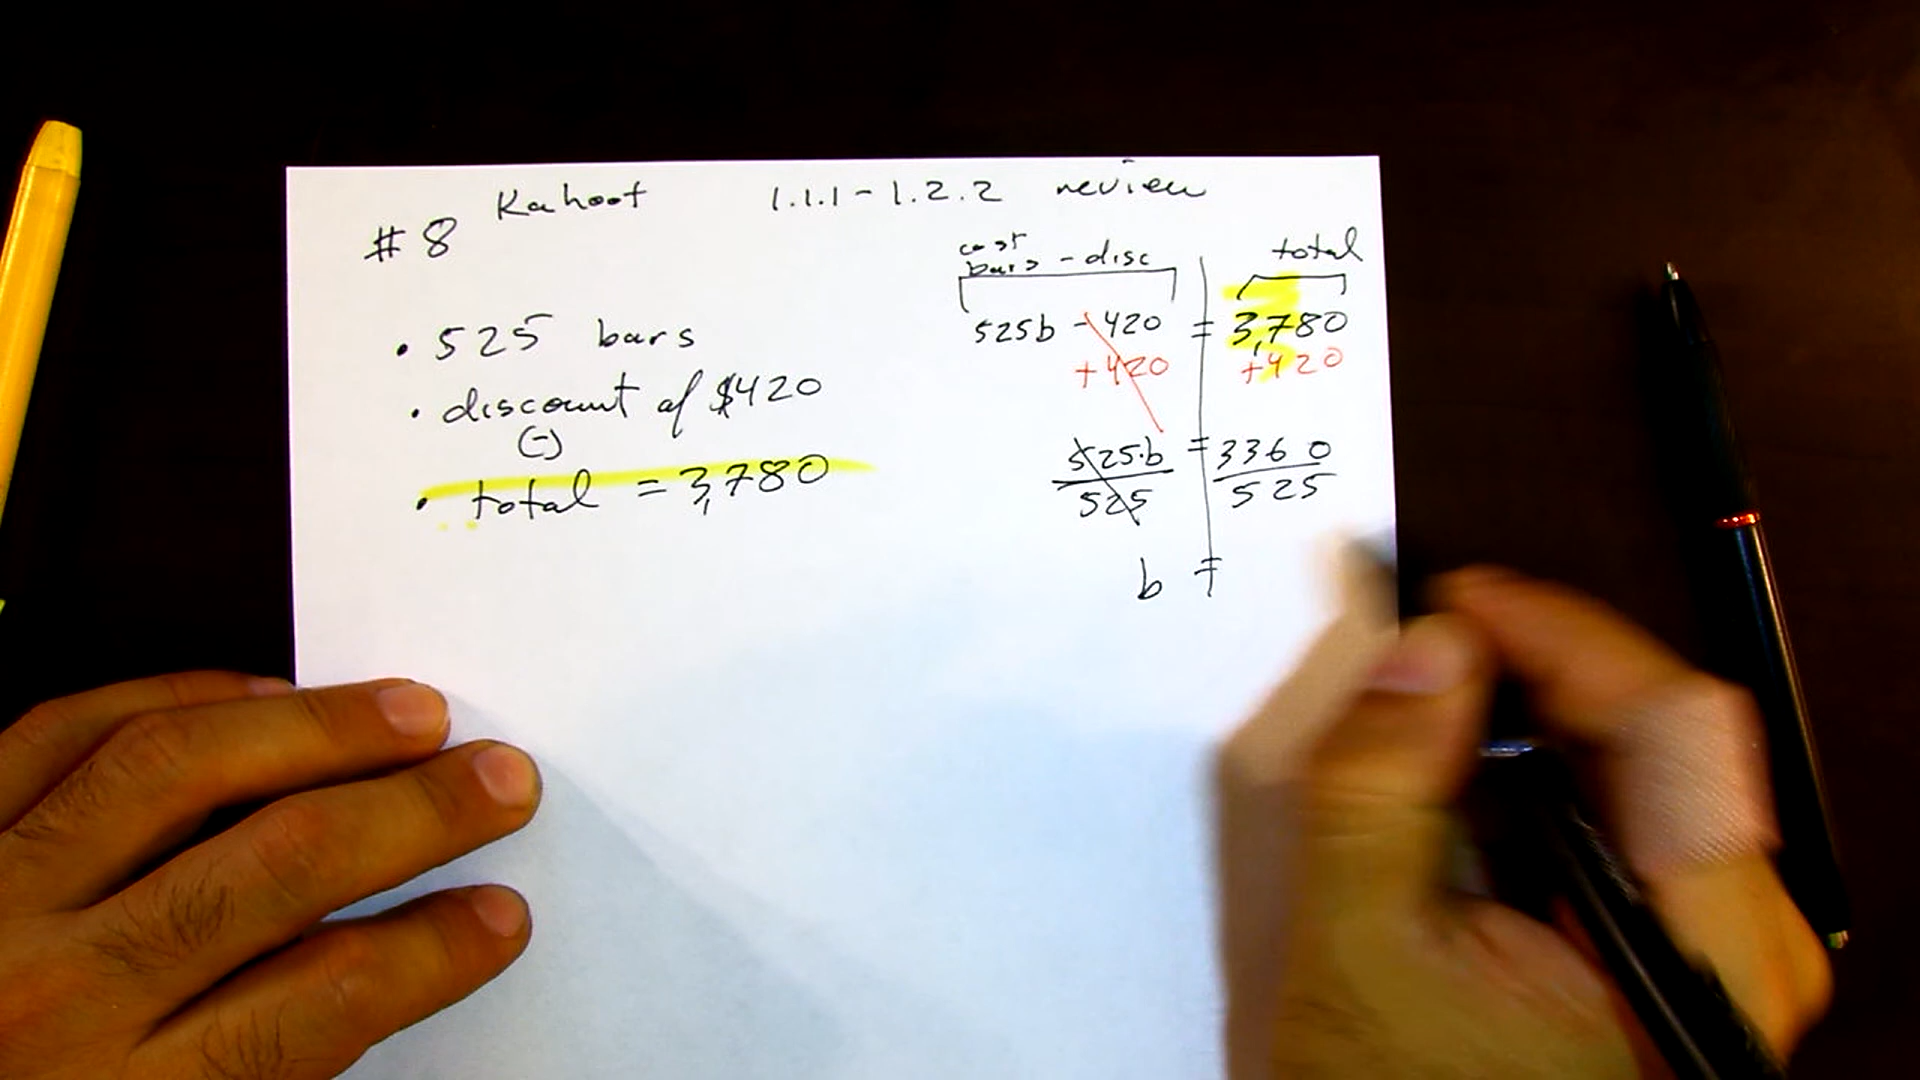 Kahoot 1.1.1 - 1.2.2 review
# 8
• 525 bars
• discount of $420
(-)
• total = 3,780
cost
bars - disc total
525b - 420 = 3,780
+420 +420
525·b = 3360
525 525
b =